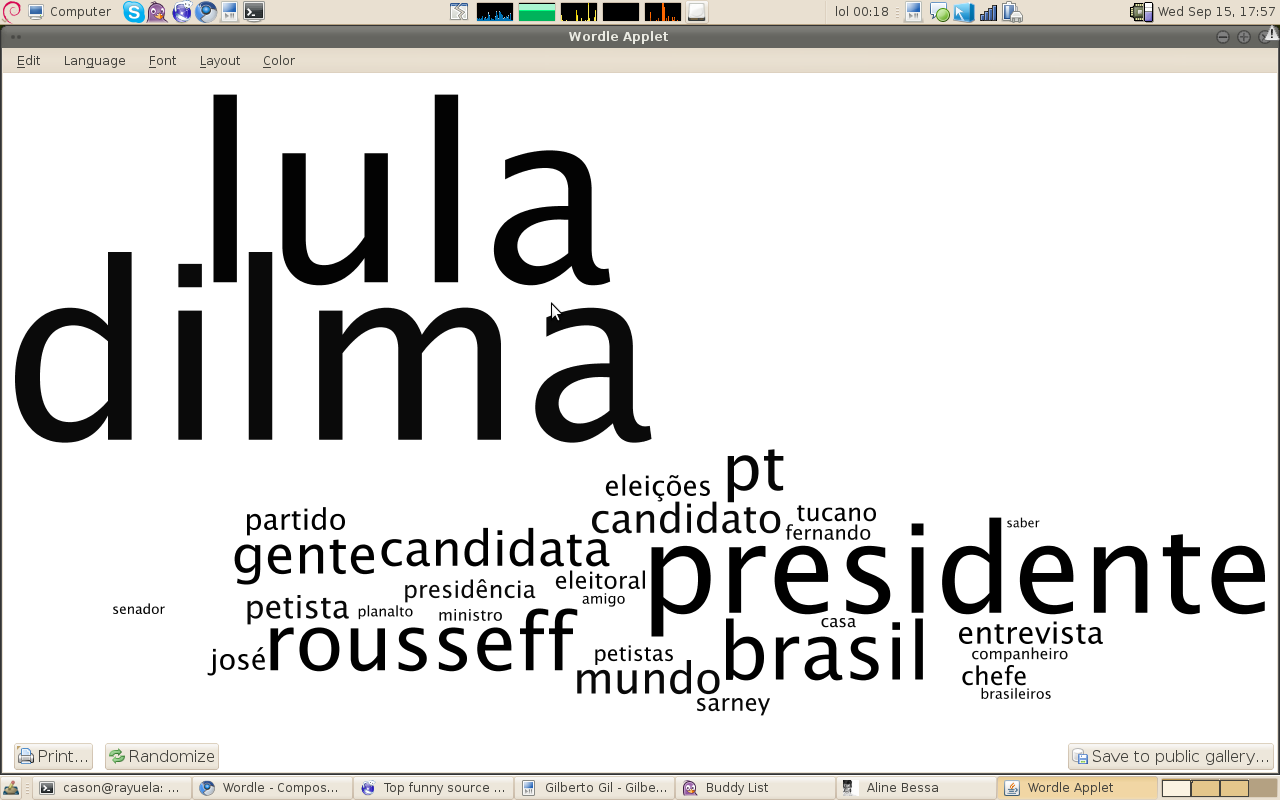 Computer lol 00:18 Wed Sep 15, 17:57
Wordle Applet
Edit Language Font Layout Color
lula
dilma
pt
eleições
candidato
tucano
fernando
saber
partido
gente
candidata
presidente
presidência
eleitoral
amigo
senador
petista
planalto
ministro
rousseff
josé
casa
brasil
entrevista
companheiro
petistas
mundo
sarney
chefe
brasileiros
Print... Randomize Save to public gallery...
cason@rayuela: ... Wordle - Compos... Top funny source ... Gilberto Gil - Gilbe... Buddy List Aline Bessa Wordle Applet